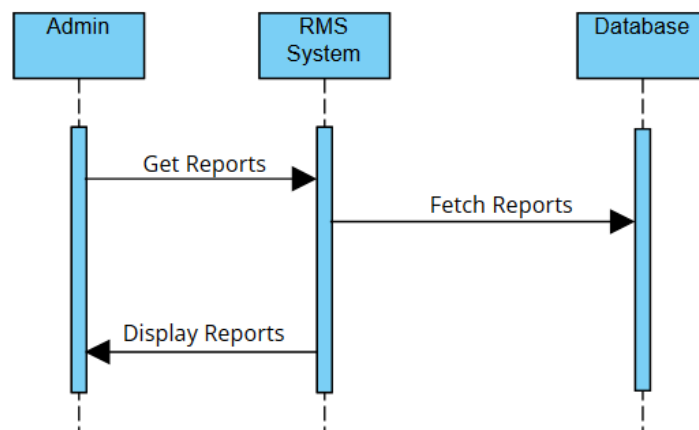 Admin
RMS
System
Database
Get Reports
Fetch Reports
Display Reports